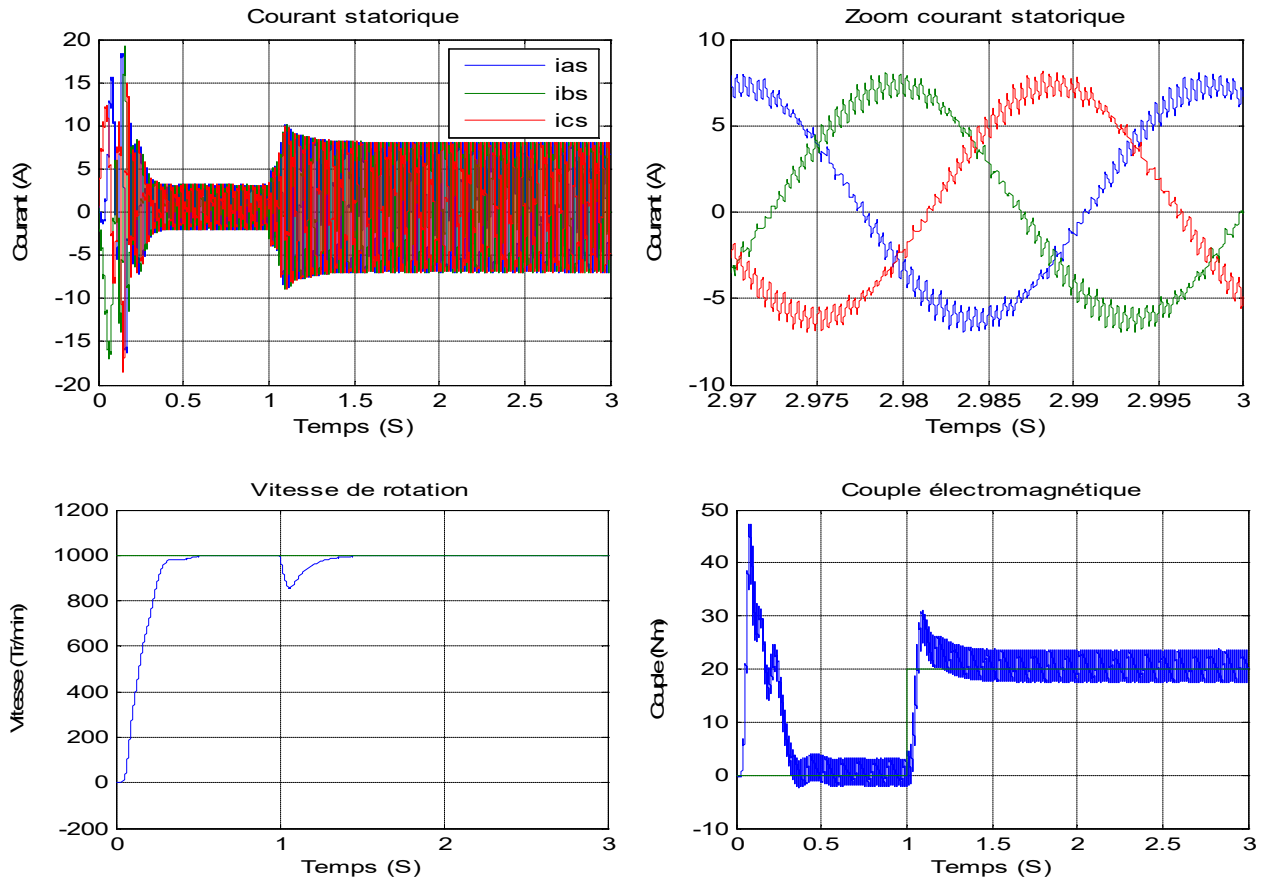 Courant statorique
20
15
10
5
0
-5
-10
-15
-20
Courant (A)
ias
ibs
ics
0 0.5 1 1.5 2 2.5 3
Temps (S)
Zoom courant statorique
10
5
0
-5
-10
Courant (A)
2.97 2.975 2.98 2.985 2.99 2.995 3
Temps (S)
Vitesse de rotation
1200
1000
800
600
400
200
0
-200
Vitesse (Tr/min)
0 1 2 3
Temps (S)
Couple électromagnétique
50
40
30
20
10
0
-10
Couple (Nm)
0 0.5 1 1.5 2 2.5 3
Temps (S)